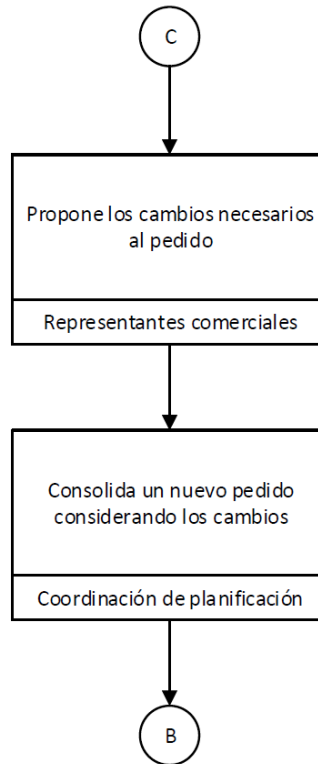 C
Propone los cambios necesarios
al pedido
Representantes comerciales
Consolida un nuevo pedido
considerando los cambios
Coordinación de planificación
B